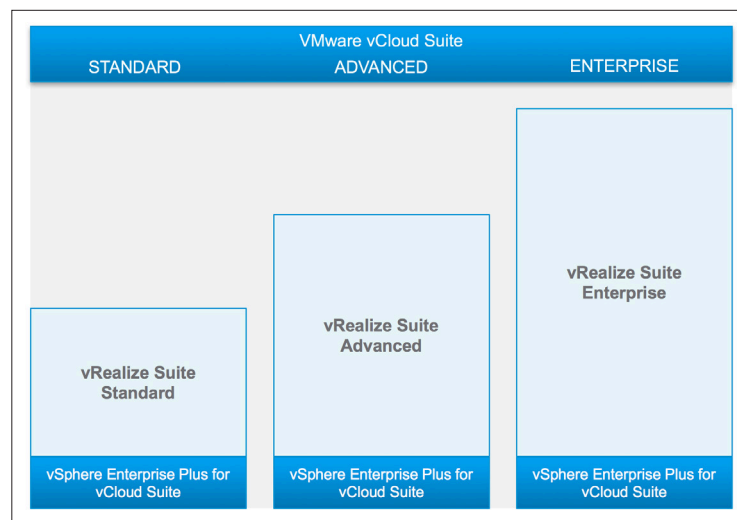 VMware vCloud Suite
STANDARD
ADVANCED
ENTERPRISE
vRealize Suite
Standard
vRealize Suite
Advanced
vRealize Suite
Enterprise
vSphere Enterprise Plus for
vCloud Suite
vSphere Enterprise Plus for
vCloud Suite
vSphere Enterprise Plus for
vCloud Suite